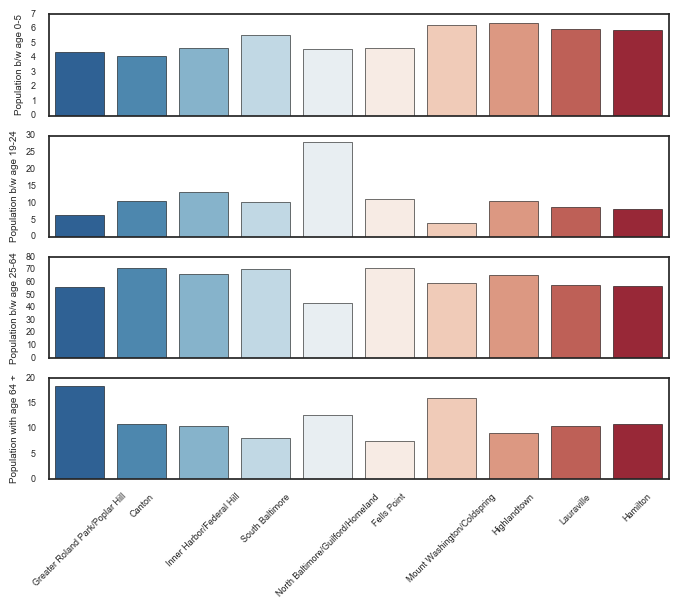 Population b/w age 0-5
7
6
5
4
3
2
1
0
Population b/w age 19-24
30
25
20
15
10
5
0
Population b/w age 25-64
80
70
60
50
40
30
20
10
0
Population with age 64 +
20
15
10
5
0
Greater Roland Park/Poplar Hill
Canton
Inner Harbor/Federal Hill
South Baltimore
North Baltimore/Guilford/Homeland
Fells Point
Mount Washington/Coldspring
Highlandtown
Lauraville
Hamilton